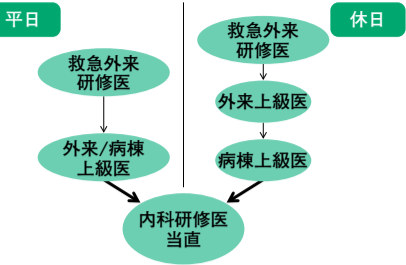 平日
休日
救急外来
研修医
外来/病棟
上級医
救急外来
研修医
外来上級医
病棟上級医
内科研修医
当直